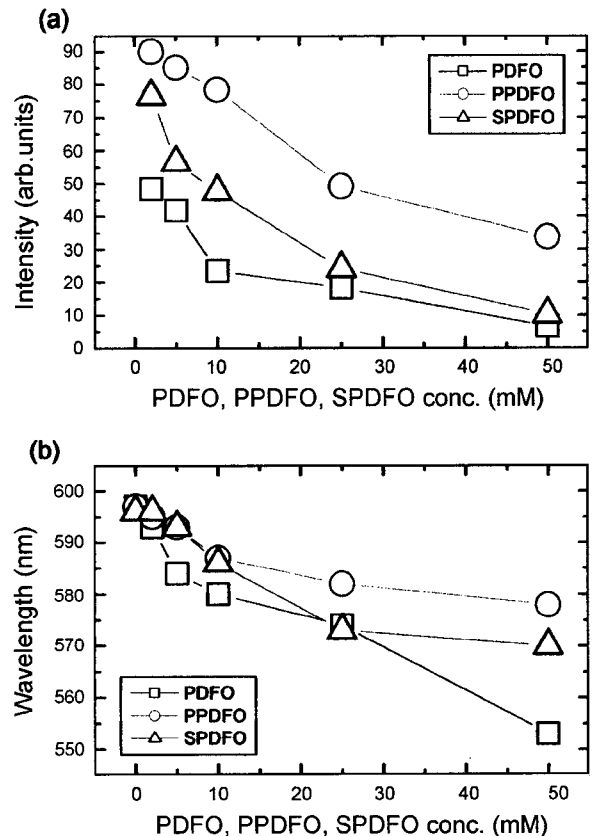 (a)
90
80
70
60
50
40
30
20
10
0
Intensity (arb.units)
PDFO
PPDFO
SPDFO
0 10 20 30 40 50
PDFO, PPDFO, SPDFO conc. (mM)
(b)
600
590
580
570
560
550
Wavelength (nm)
PDFO
PPDFO
SPDFO
0 10 20 30 40 50
PDFO, PPDFO, SPDFO conc. (mM)